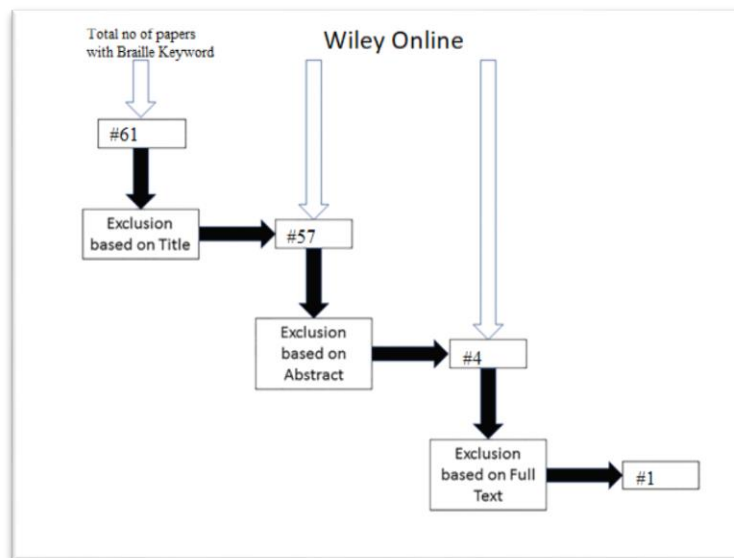 Total no of papers
with Braille Keyword
Wiley Online
#61
Exclusion
based on Title
#57
Exclusion
based on
Abstract
#4
Exclusion
based on Full
Text
#1